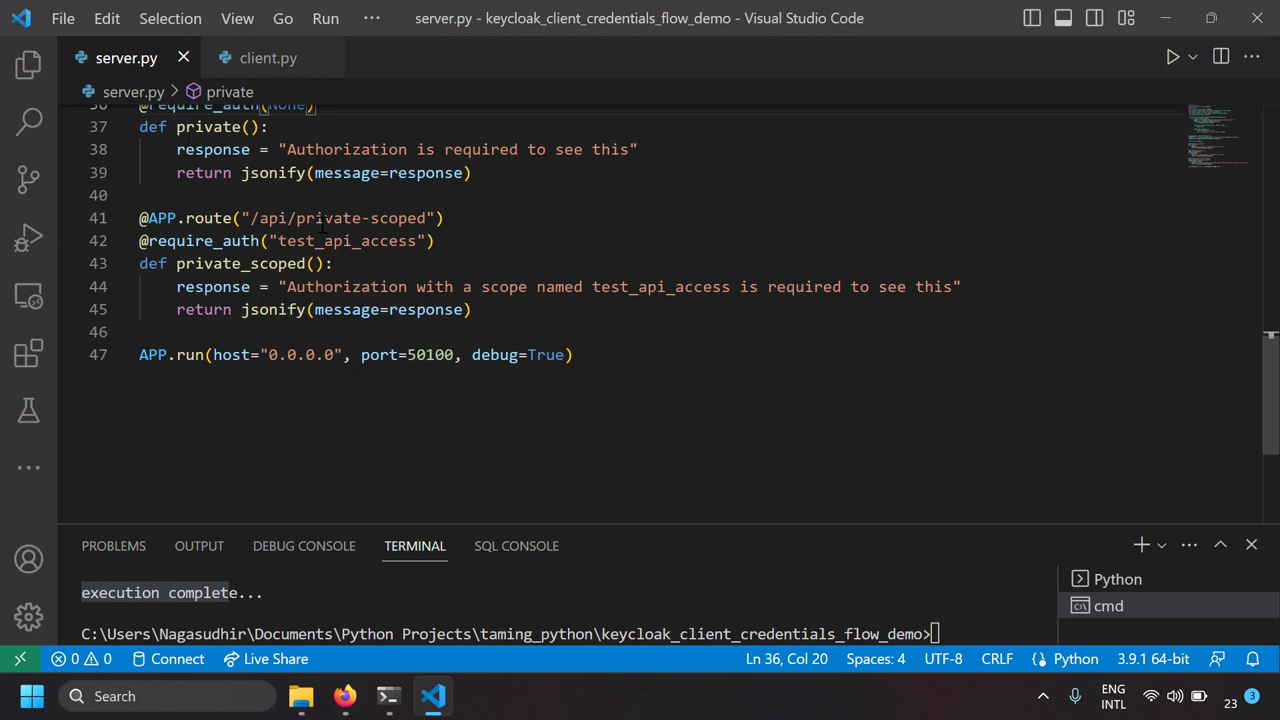 File Edit Selection View Go Run ··· server.py - keycloak_client_credentials_flow_demo - Visual Studio Code
server.py client.py
server.py > private
36 @require_auth(None)
37 def private():
38 response = "Authorization is required to see this"
39 return jsonify(message=response)
40
41 @APP.route("/api/private-scoped")
42 @require_auth("test_api_access")
43 def private_scoped():
44 response = "Authorization with a scope named test_api_access is required to see this"
45 return jsonify(message=response)
46
47 APP.run(host="0.0.0.0", port=50100, debug=True)
PROBLEMS OUTPUT DEBUG CONSOLE TERMINAL SQL CONSOLE
execution complete...
Python
cmd
C:\Users\Nagasudhir\Documents\Python Projects\taming_python\keycloak_client_credentials_flow_demo>
0 0 Connect Live Share Ln 36, Col 20 Spaces: 4 UTF-8 CRLF Python 3.9.1 64-bit
Search ENG INTL 23 3